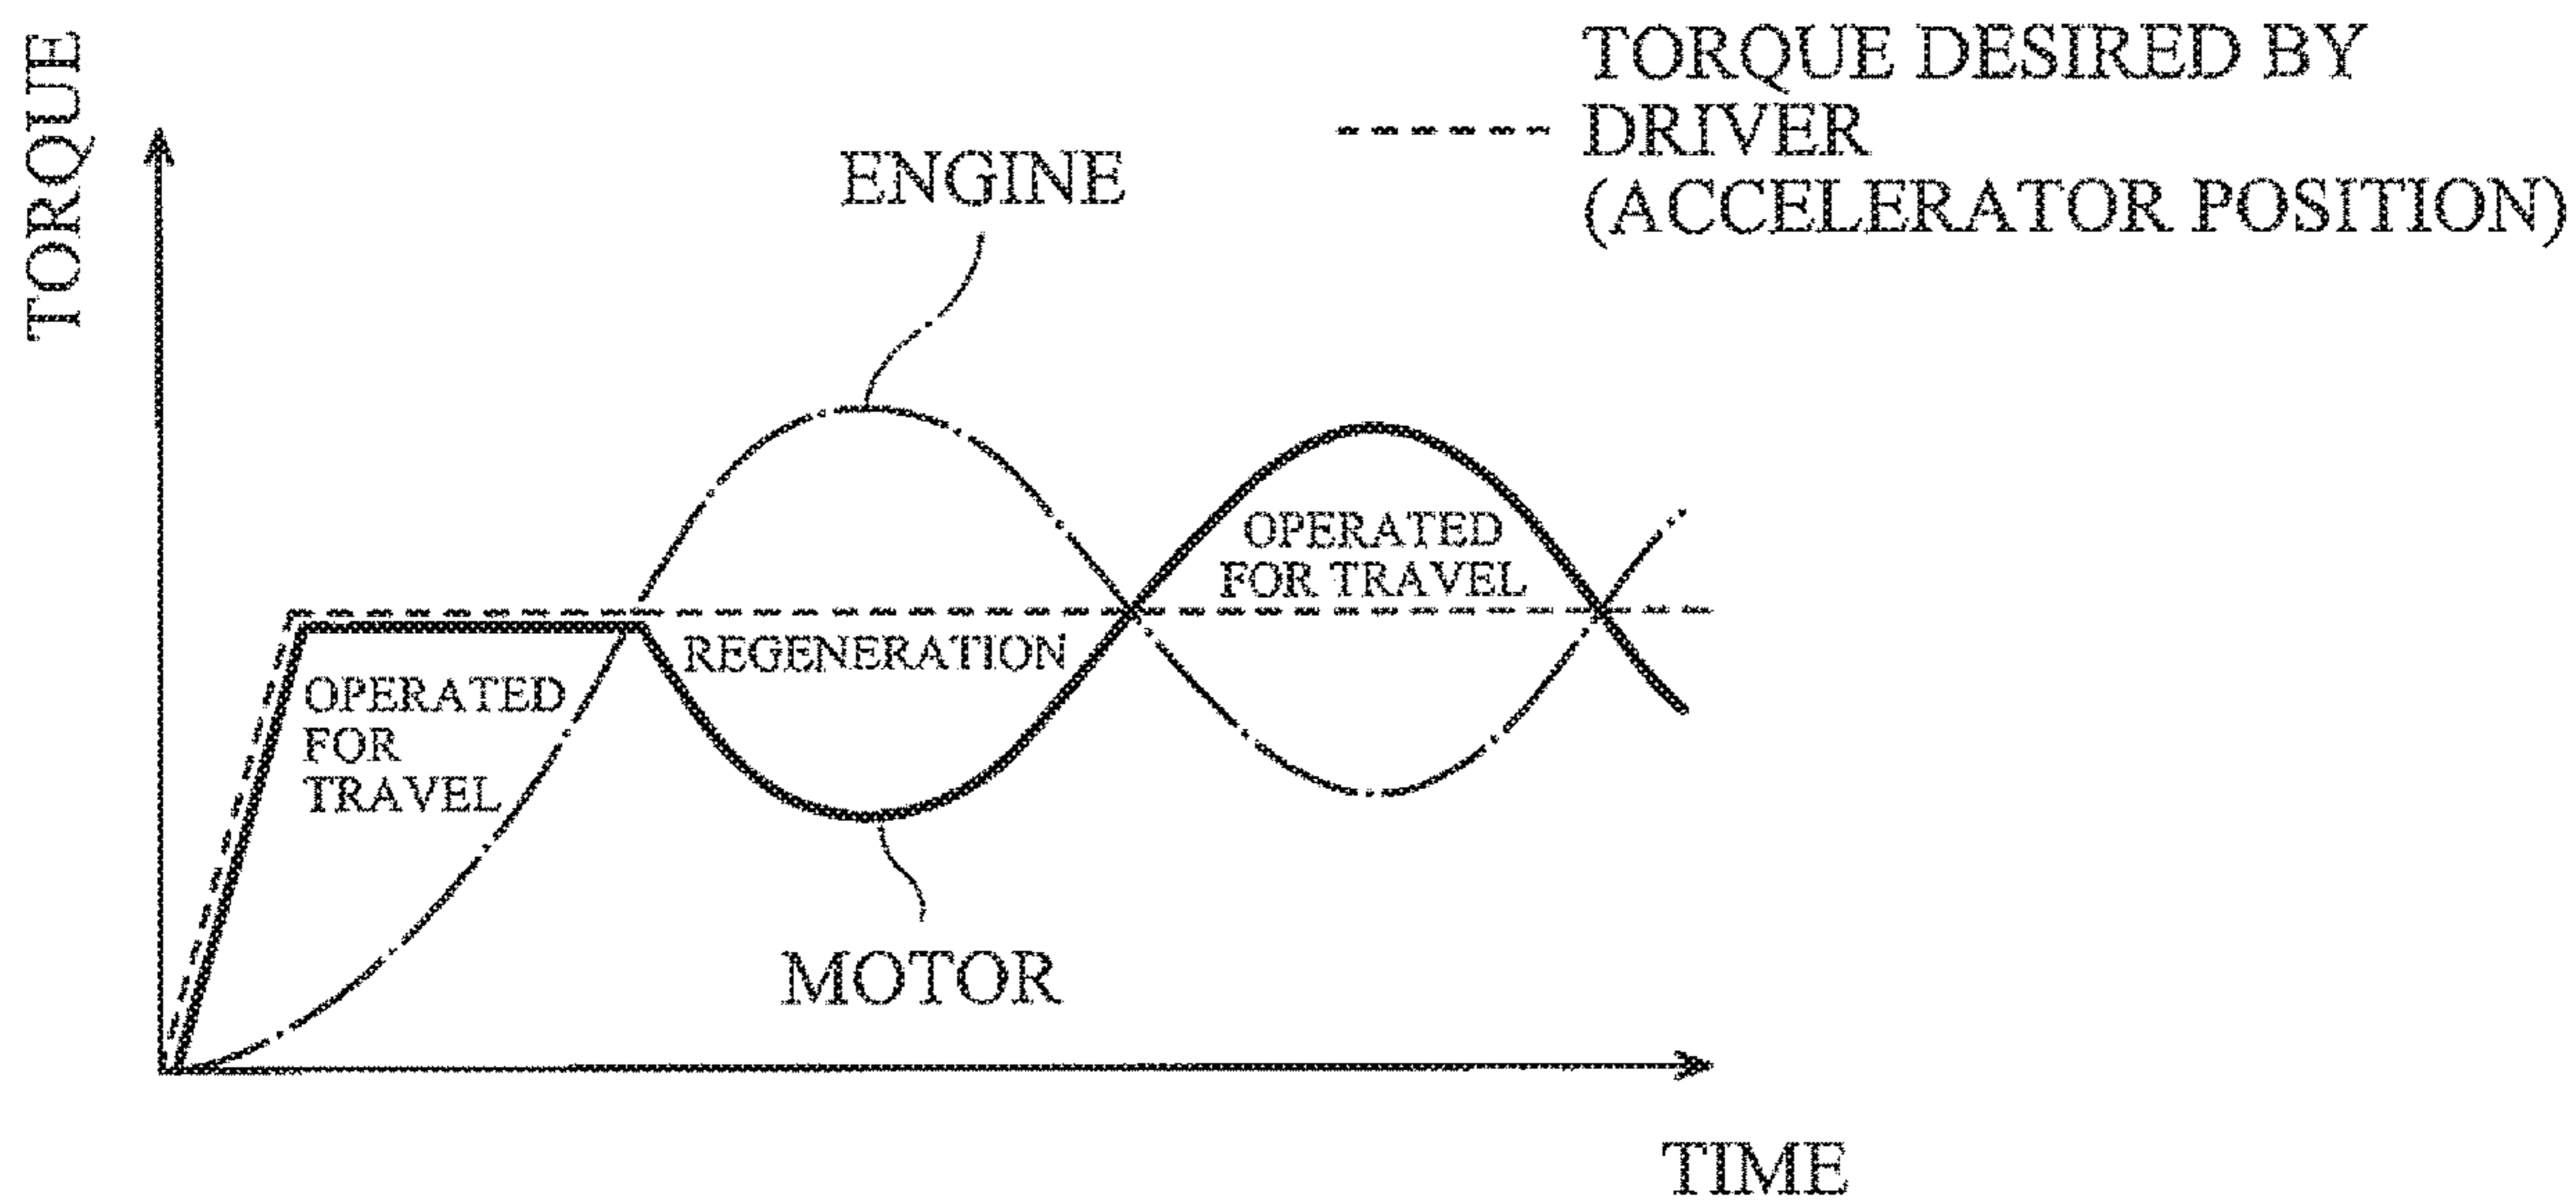 TORQUE
TORQUE DESIRED BY
DRIVER
(ACCELERATOR POSITION)
ENGINE
OPERATED
FOR TRAVEL
REGENERATION
OPERATED
FOR
TRAVEL
MOTOR
TIME